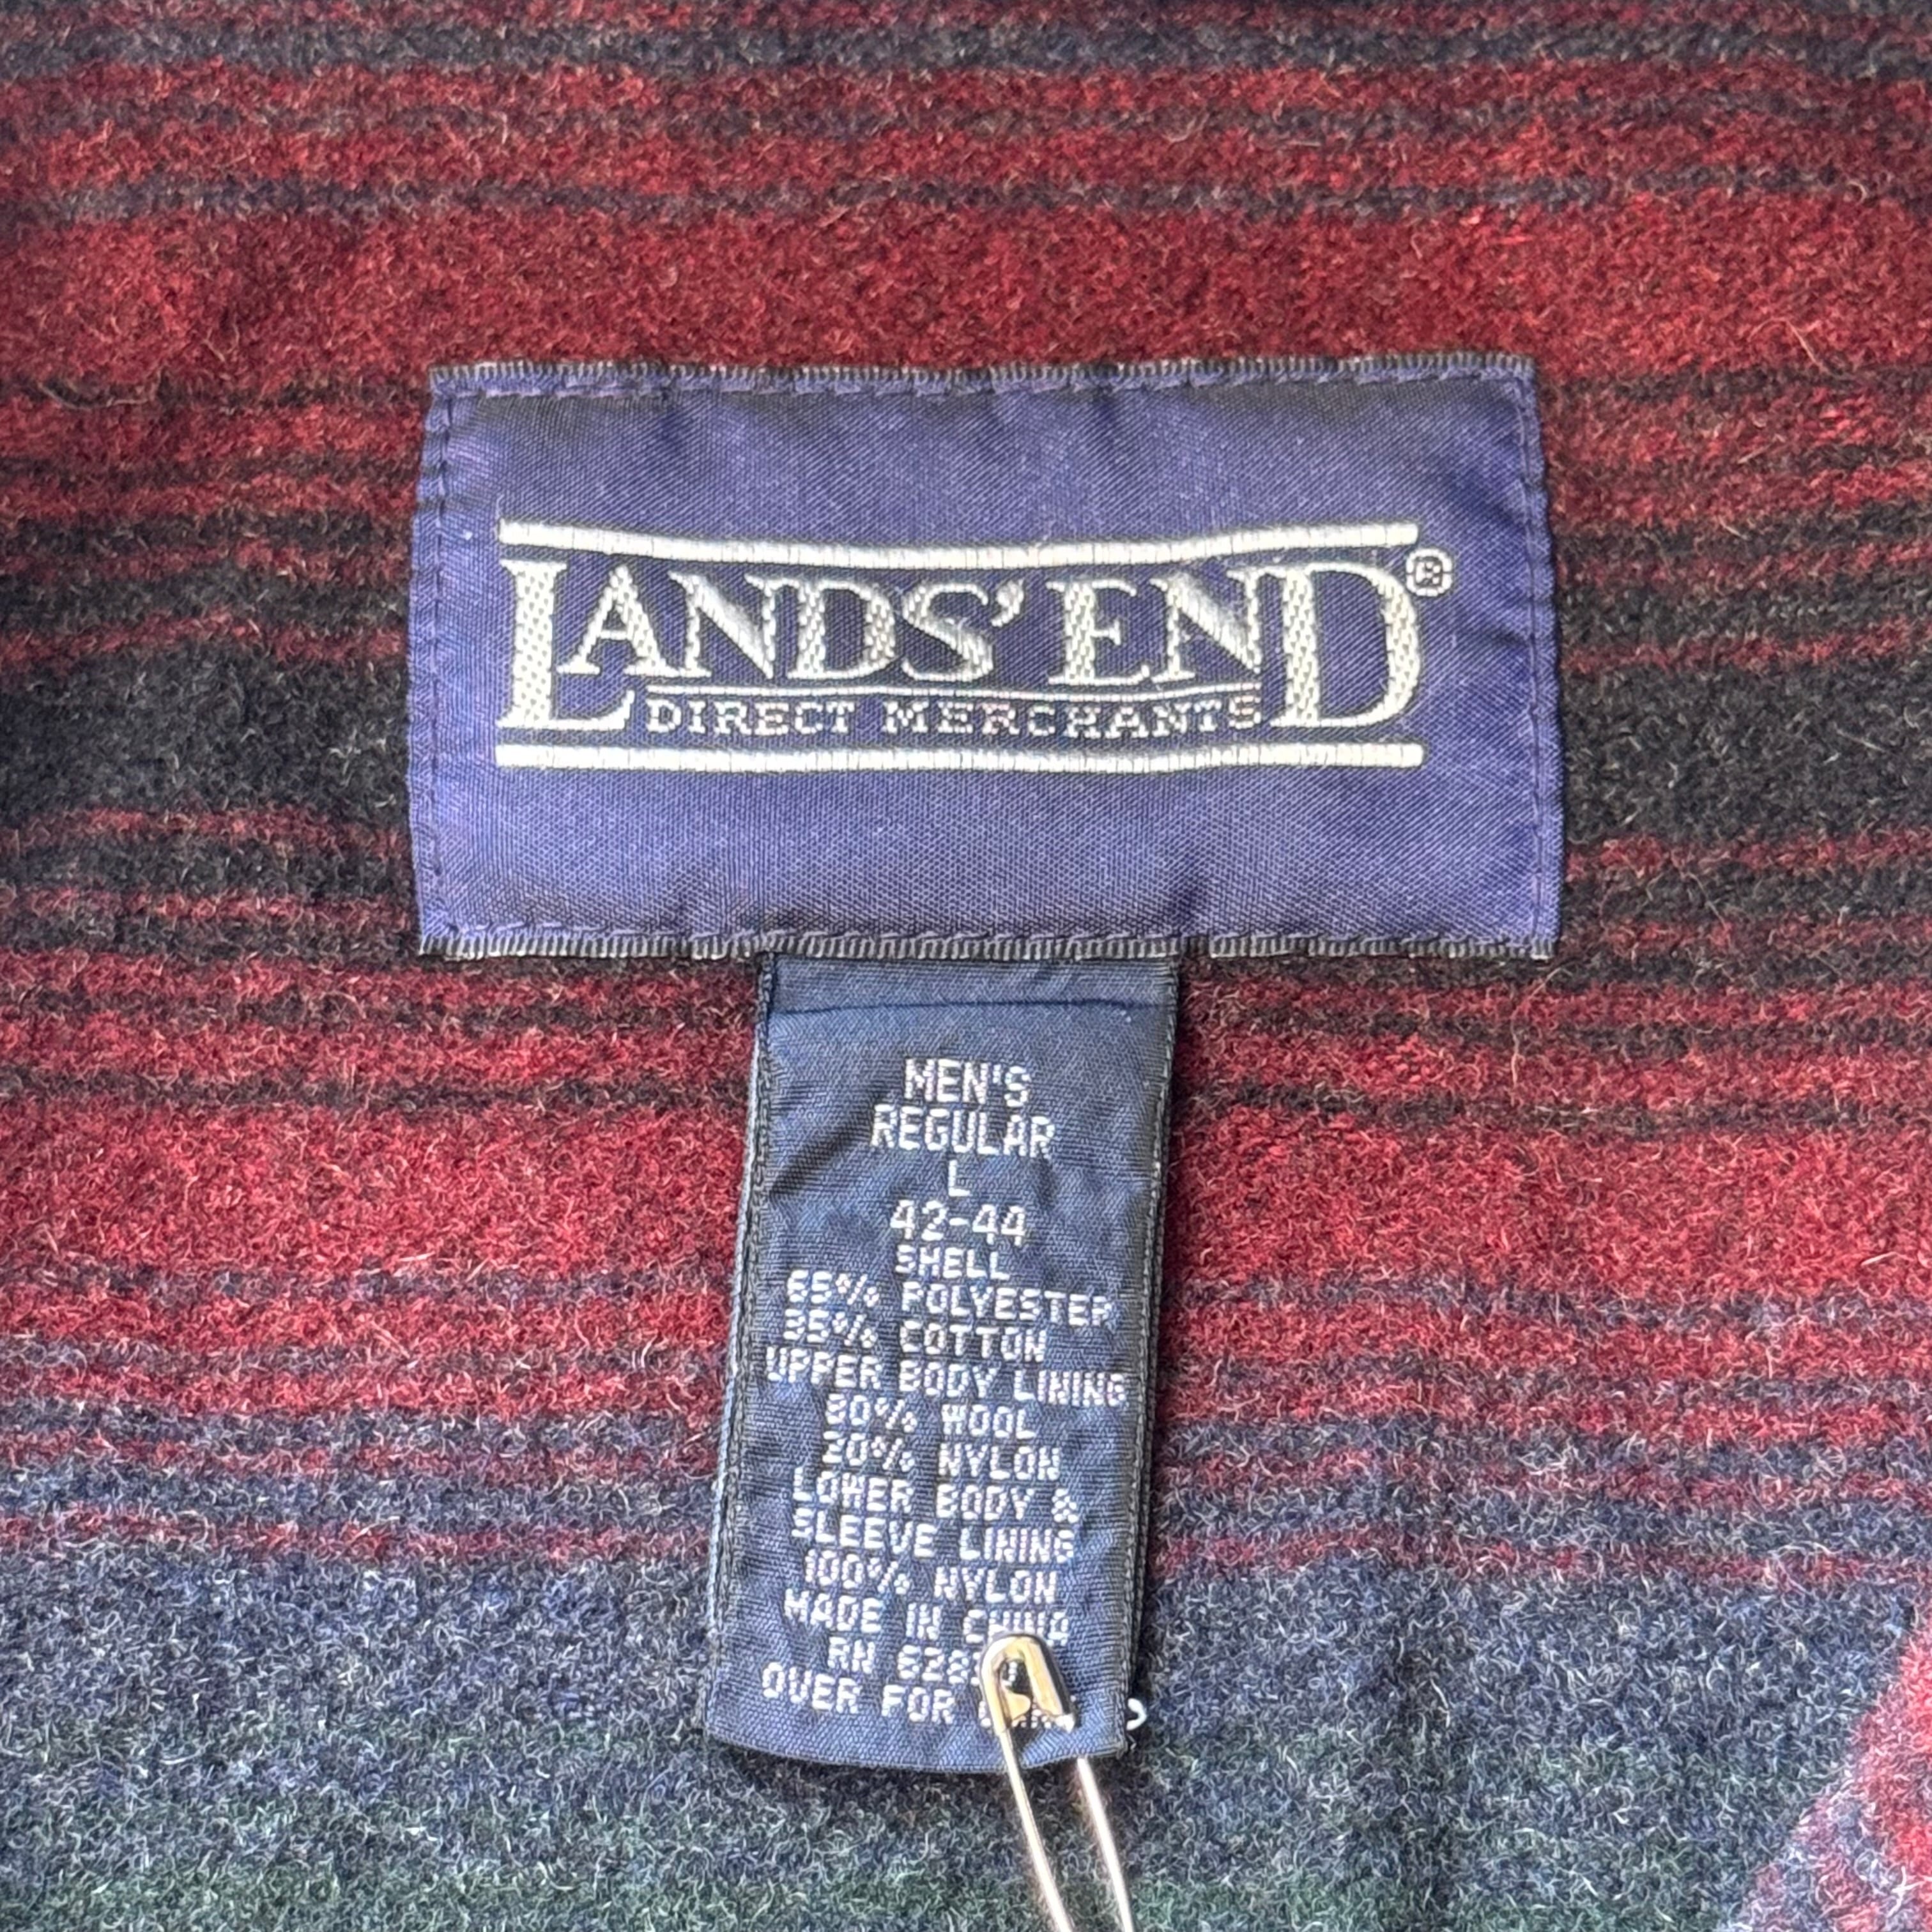 LANDS' END®
DIRECT MERCHANTS
MEN'S
REGULAR
L
42-44
SHELL
65% POLYESTER
35% COTTON
UPPER BODY LINING
80% WOOL
20% NYLON
LOWER BODY &
SLEEVE LINING
100% NYLON
MADE IN CHINA
RN
OVER FOR